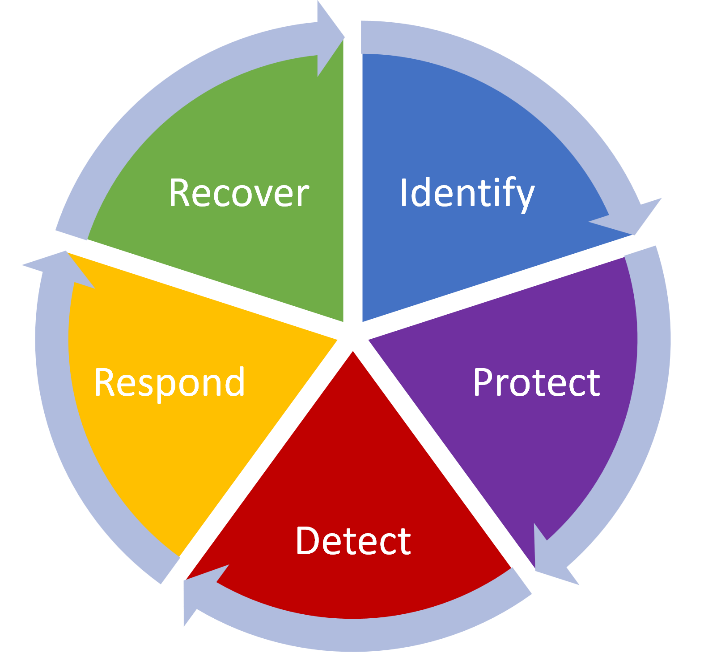 Identify
Protect
Detect
Respond
Recover